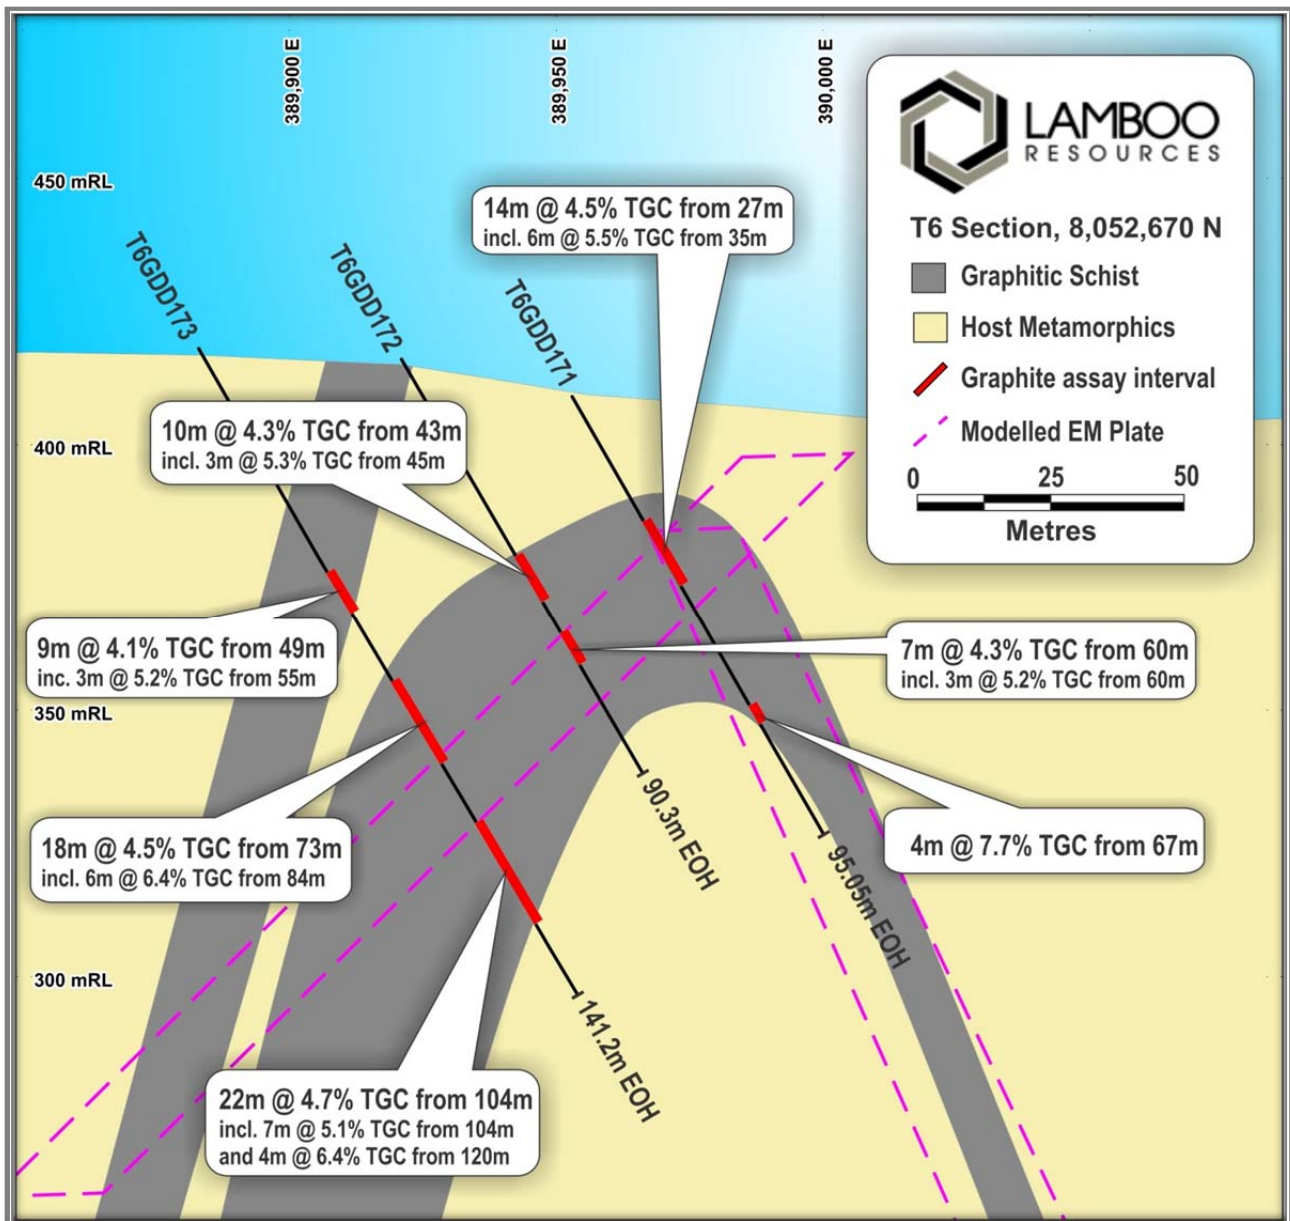 389,900 E
389,950 E
390,000 E
LAMBOO
RESOURCES
T6 Section, 8,052,670 N
Graphitic Schist
Host Metamorphics
Graphite assay interval
Modelled EM Plate
0 25 50
Metres
450 mRL
400 mRL
350 mRL
300 mRL
T6GDD173
T6GDD172
T6GDD171
14m @ 4.5% TGC from 27m
incl. 6m @ 5.5% TGC from 35m
10m @ 4.3% TGC from 43m
incl. 3m @ 5.3% TGC from 45m
9m @ 4.1% TGC from 49m
inc. 3m @ 5.2% TGC from 55m
7m @ 4.3% TGC from 60m
incl. 3m @ 5.2% TGC from 60m
18m @ 4.5% TGC from 73m
incl. 6m @ 6.4% TGC from 84m
4m @ 7.7% TGC from 67m
22m @ 4.7% TGC from 104m
incl. 7m @ 5.1% TGC from 104m
and 4m @ 6.4% TGC from 120m
90.3m EOH
95.05m EOH
141.2m EOH